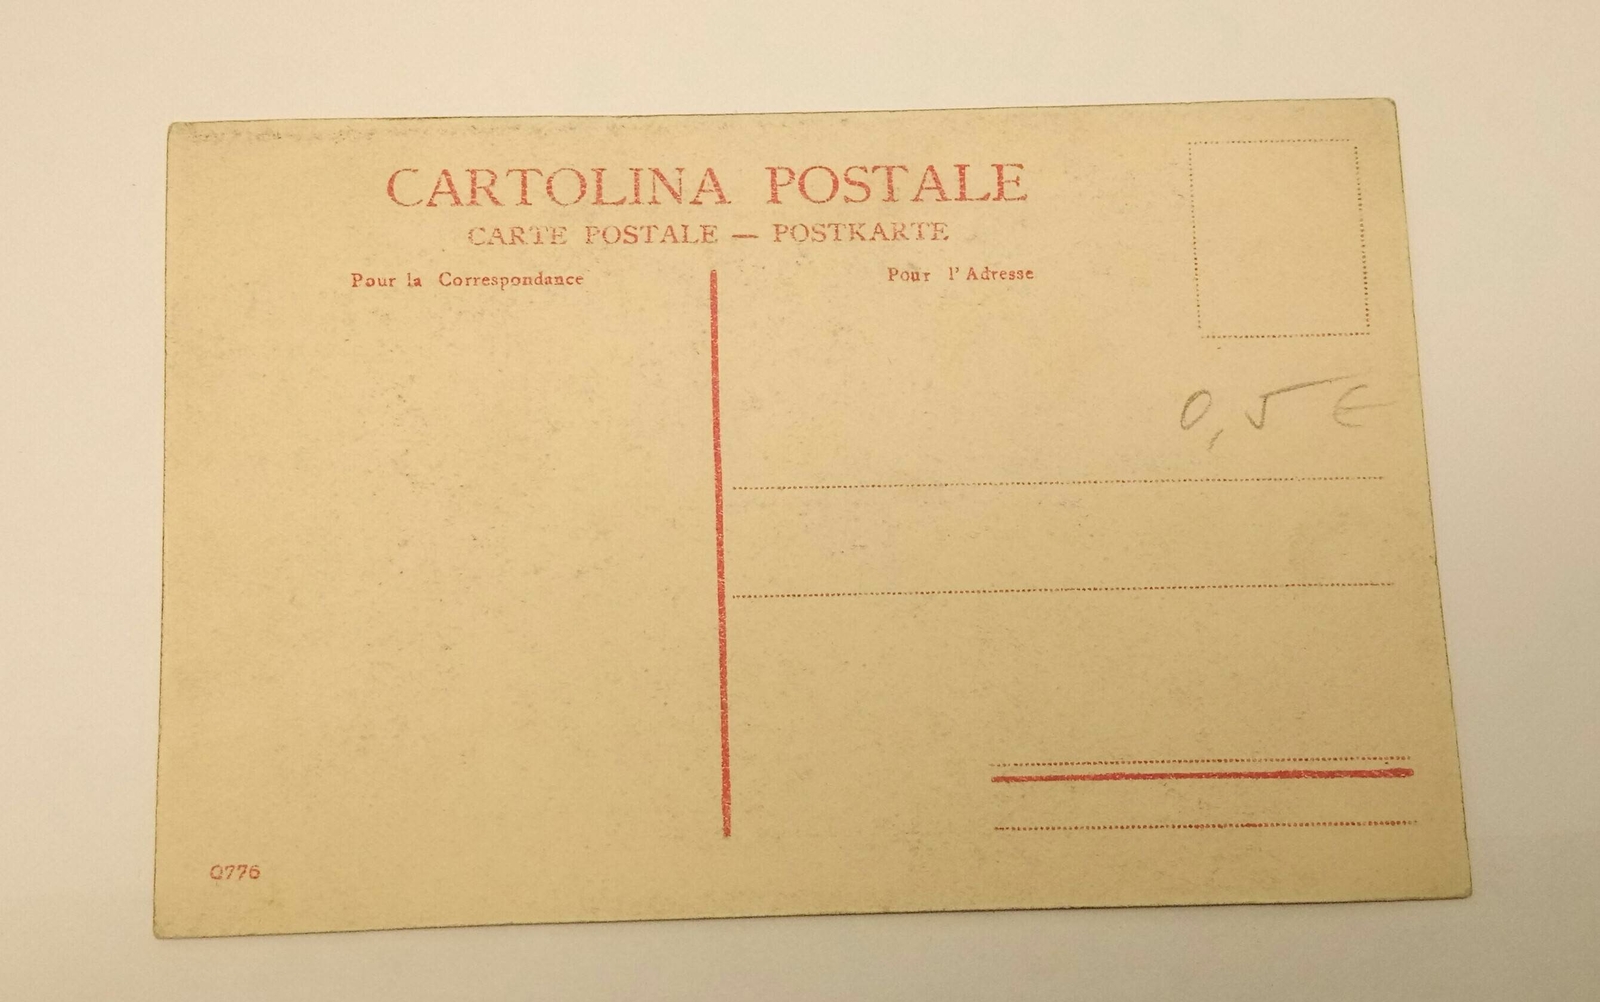 CARTOLINA POSTALE
CARTE POSTALE — POSTKARTE
Pour la Correspondance
Pour l'Adresse
0,5 €
Q776